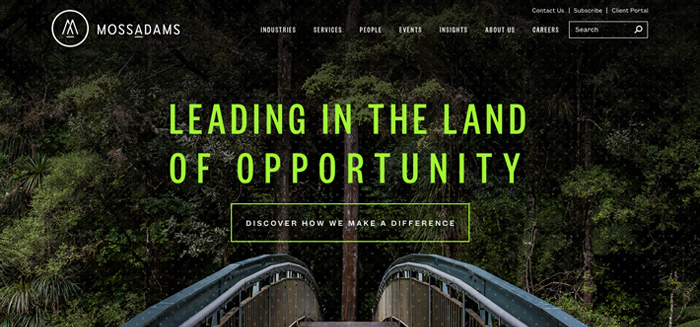 Contact Us | Subscribe | Client Portal
MOSSADAMS
INDUSTRIES SERVICES PEOPLE EVENTS INSIGHTS ABOUT US CAREERS Search
LEADING IN THE LAND
OF OPPORTUNITY
DISCOVER HOW WE MAKE A DIFFERENCE